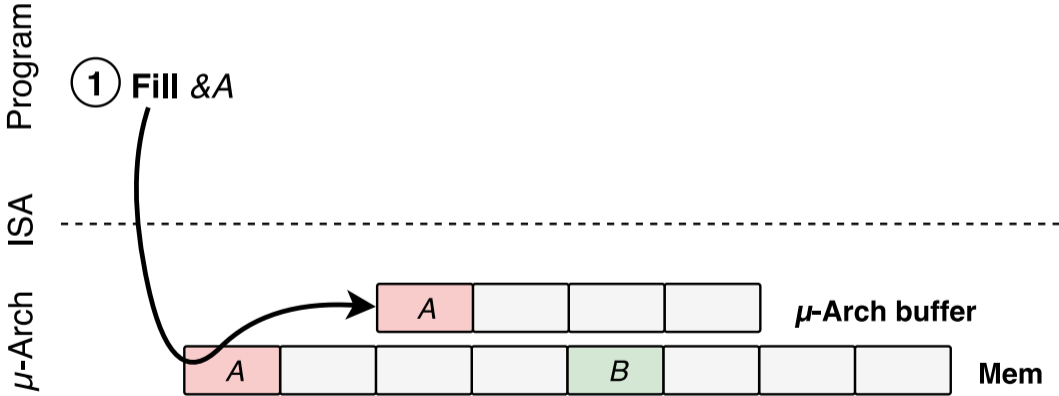 Program
① Fill &A
ISA
μ-Arch
A
μ-Arch buffer
A
B
Mem